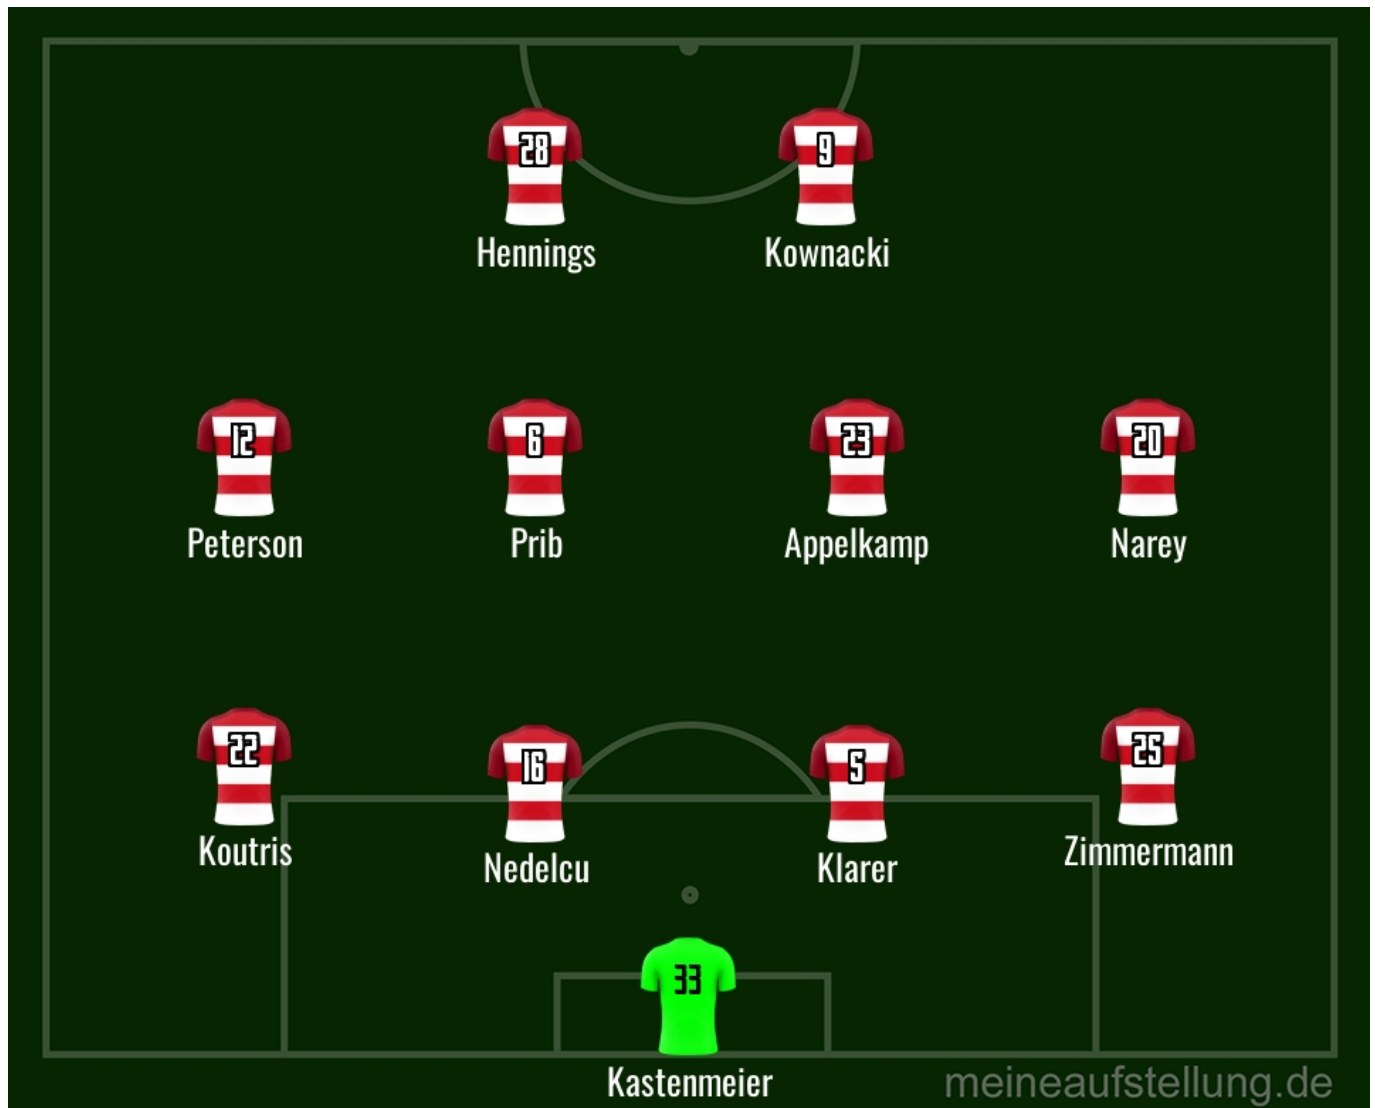 28 9
Hennings Kownacki
12 6 23 20
Peterson Prib Appelkamp Narey
22 16 5 25
Koutris Nedelcu Klarer Zimmermann
33
Kastenmeier
meineaufstellung.de